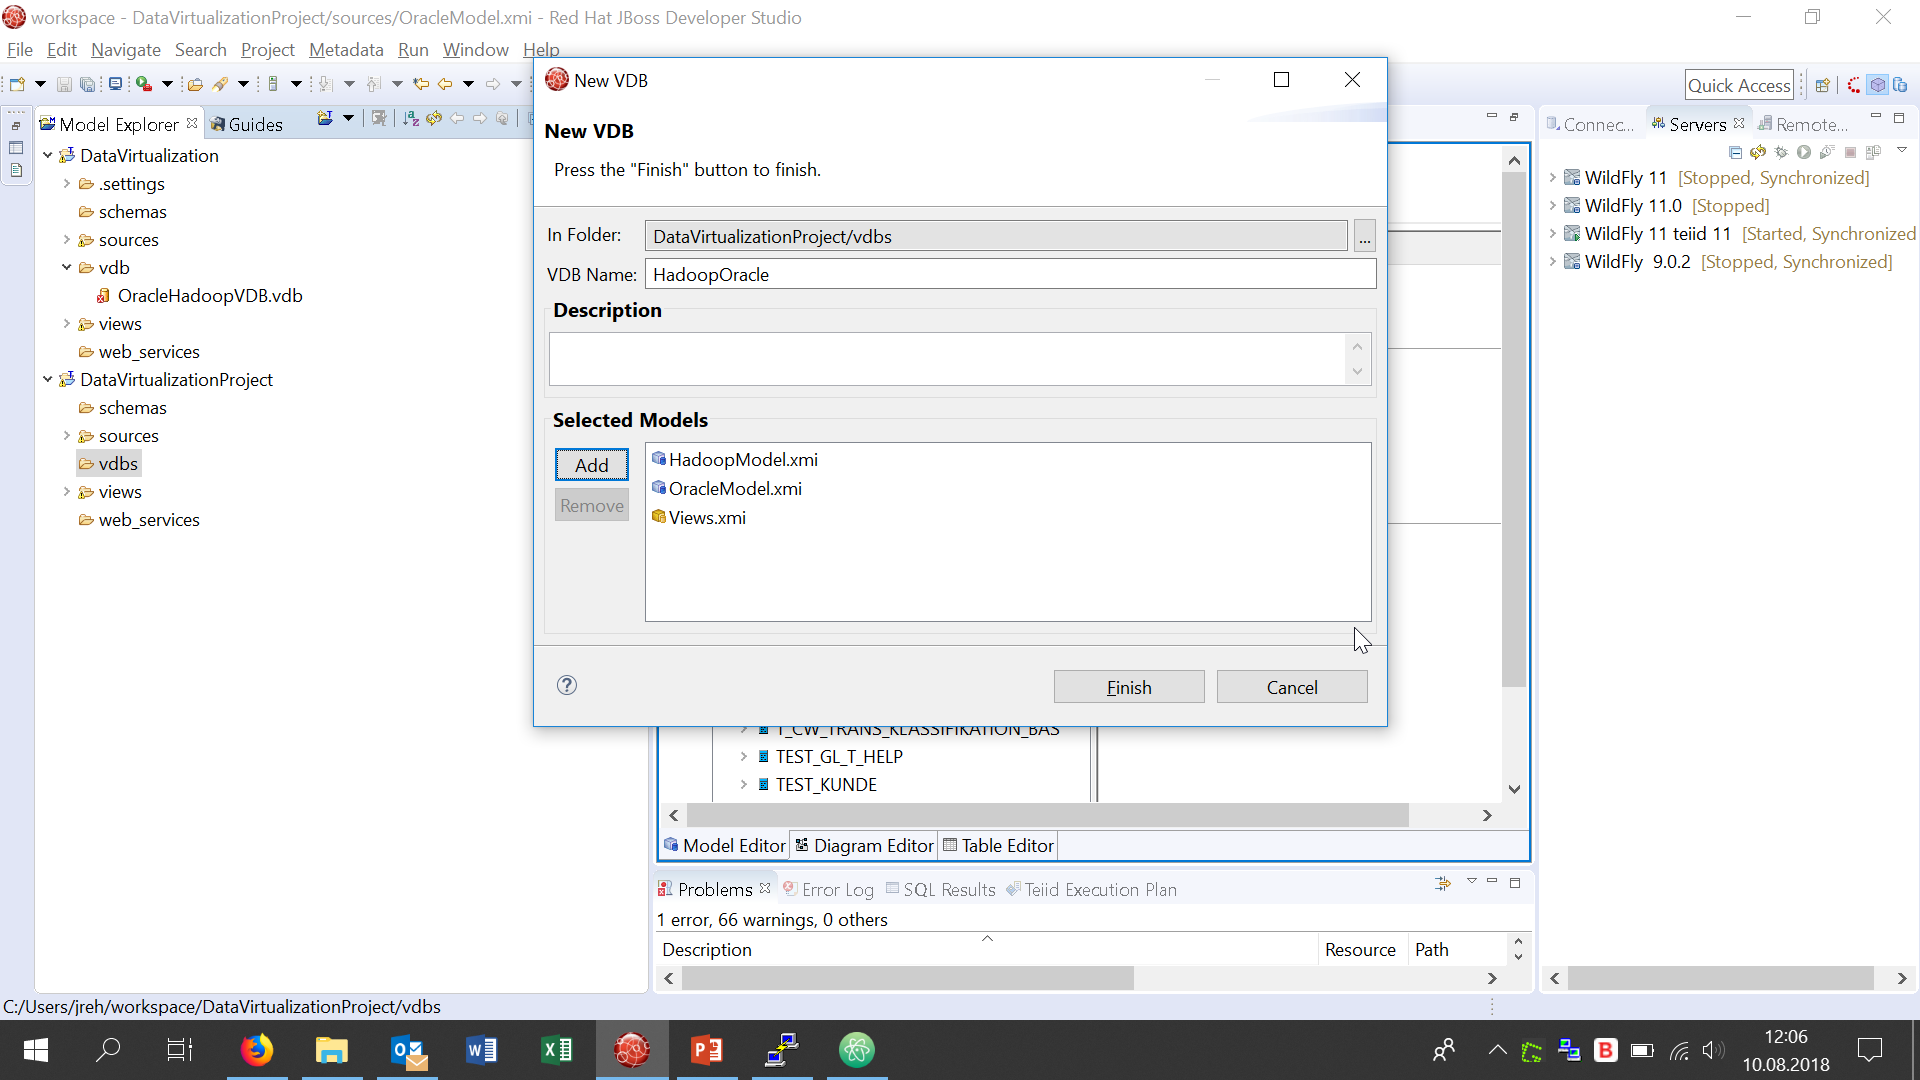 workspace - DataVirtualizationProject/sources/OracleModel.xmi - Red Hat JBoss Developer Studio
File Edit Navigate Search Project Metadata Run Window Help
Quick Access
Model Explorer Guides
DataVirtualization
.settings
schemas
sources
vdb
OracleHadoopVDB.vdb
views
web_services
DataVirtualizationProject
schemas
sources
vdbs
views
web_services
New VDB
New VDB
Press the "Finish" button to finish.
In Folder: DataVirtualizationProject/vdbs ...
VDB Name: HadoopOracle
Description
Selected Models
Add
Remove
HadoopModel.xmi
OracleModel.xmi
Views.xmi
Finish Cancel
T_CW_TRANS_KLASSIFIKATION_BAS
TEST_GL_T_HELP
TEST_KUNDE
Model Editor Diagram Editor Table Editor
Problems Error Log SQL Results Teiid Execution Plan
1 error, 66 warnings, 0 others
Description Resource Path
Connec... Servers Remote...
WildFly 11 [Stopped, Synchronized]
WildFly 11.0 [Stopped]
WildFly 11 teiid 11 [Started, Synchronized
WildFly 9.0.2 [Stopped, Synchronized]
C:/Users/jreh/workspace/DataVirtualizationProject/vdbs
12:06
10.08.2018